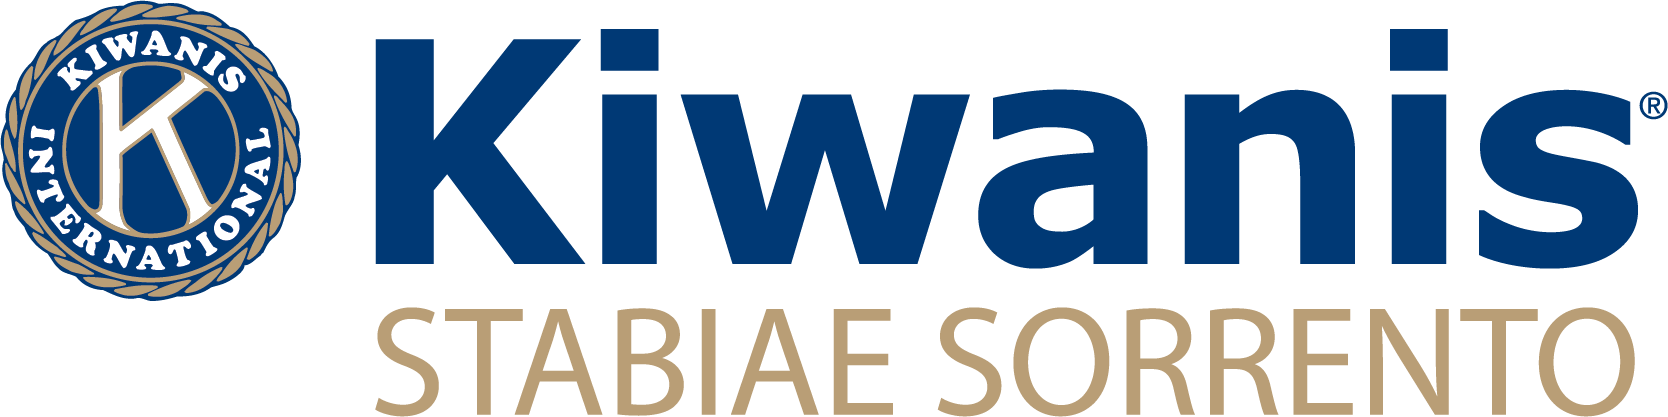 KIWANIS
K
INTERNATIONAL
Kiwanis®
STABIAE SORRENTO